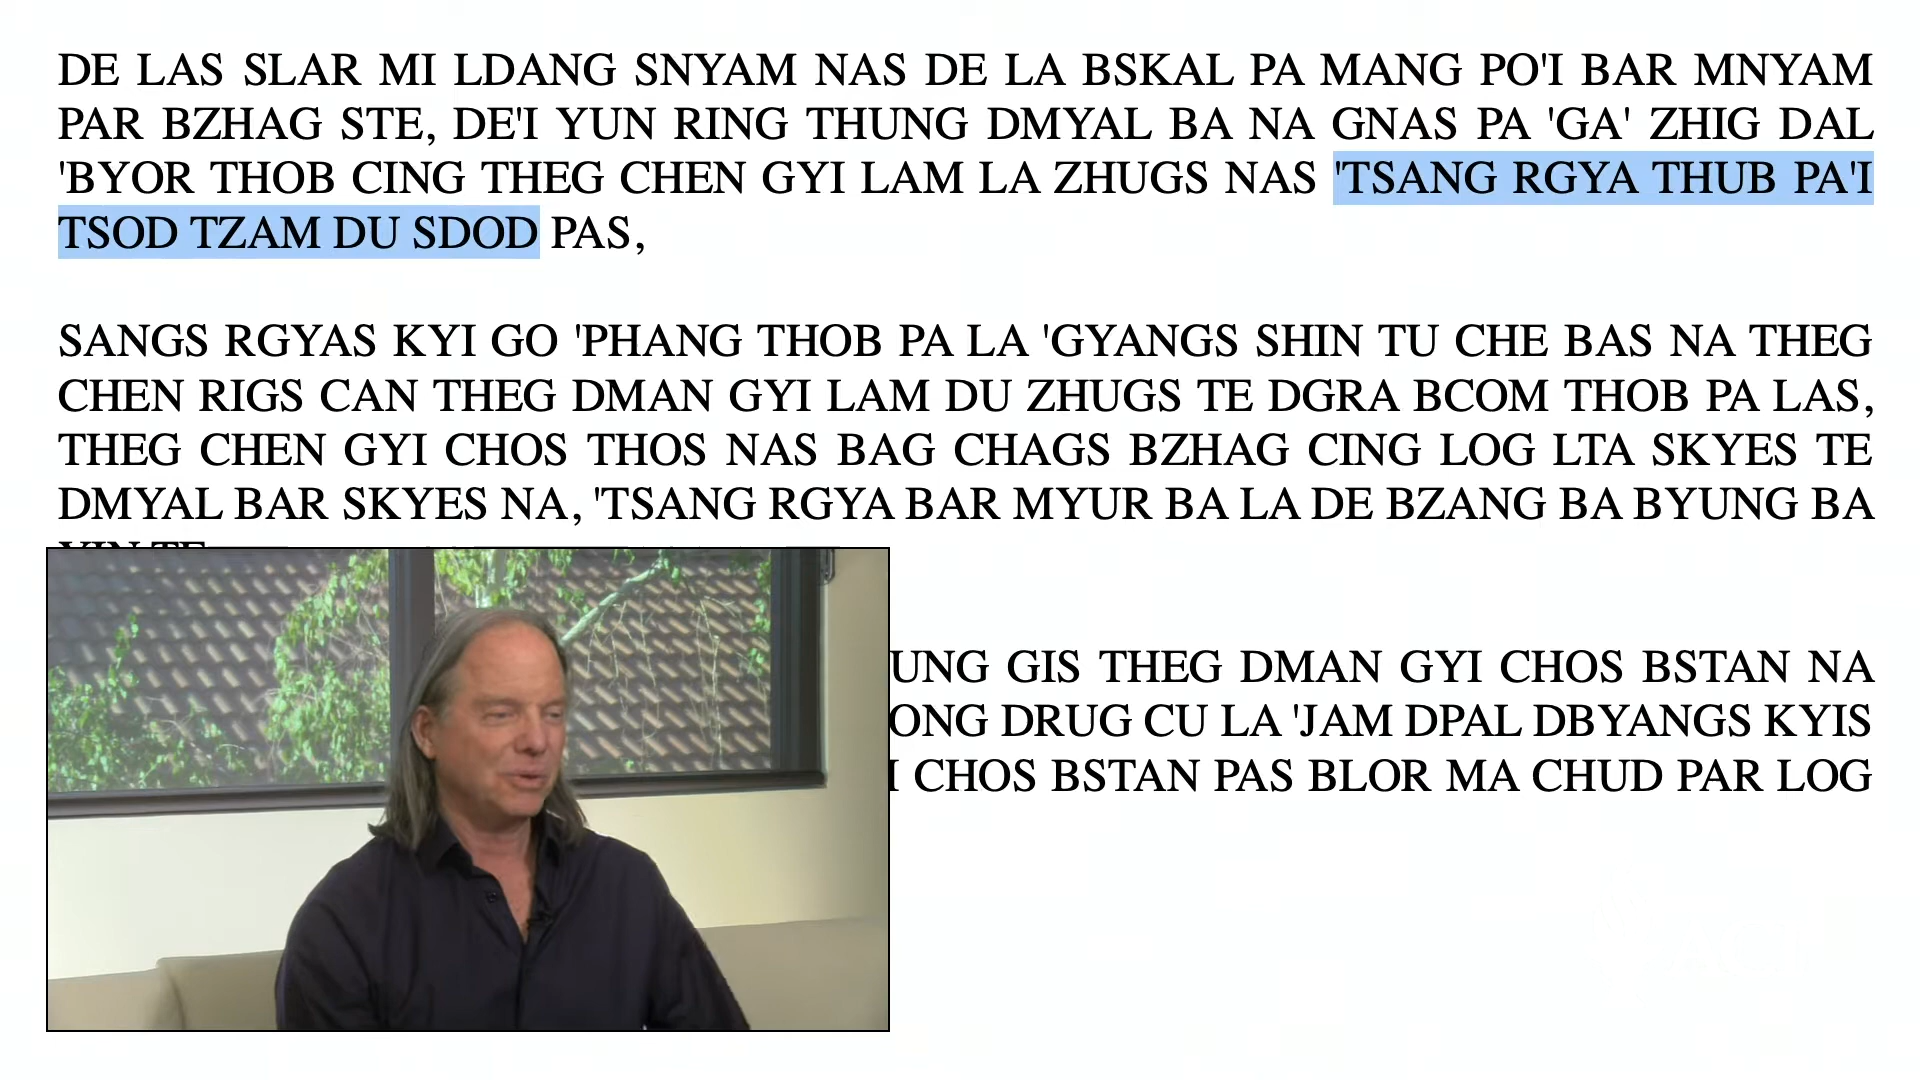 DE LAS SLAR MI LDANG SNYAM NAS DE LA BSKAL PA MANG PO'I BAR MNYAM
PAR BZHAG STE, DE'I YUN RING THUNG DMYAL BA NA GNAS PA 'GA' ZHIG DAL
'BYOR THOB CING THEG CHEN GYI LAM LA ZHUGS NAS 'TSANG RGYA THUB PA'I
TSOD TZAM DU SDOD PAS,
SANGS RGYAS KYI GO 'PHANG THOB PA LA 'GYANGS SHIN TU CHE BAS NA THEG
CHEN RIGS CAN THEG DMAN GYI LAM DU ZHUGS TE DGRA BCOM THOB PA LAS,
THEG CHEN GYI CHOS THOS NAS BAG CHAGS BZHAG CING LOG LTA SKYES TE
DMYAL BAR SKYES NA, 'TSANG RGYA BAR MYUR BA LA DE BZANG BA BYUNG BA
UNG GIS THEG DMAN GYI CHOS BSTAN NA
ONG DRUG CU LA 'JAM DPAL DBYANGS KYIS
CHOS BSTAN PAS BLOR MA CHUD PAR LOG